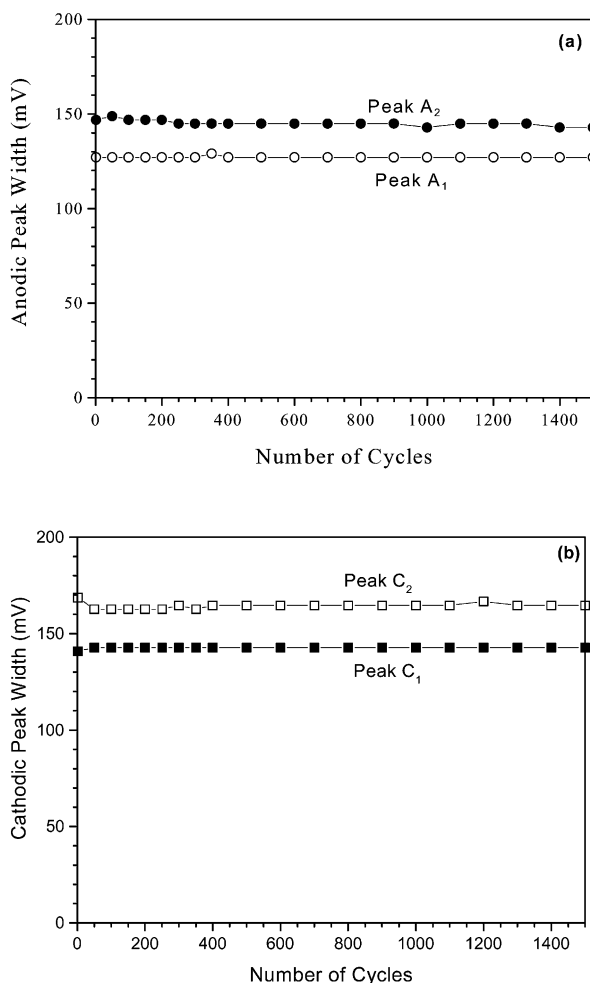 (a)
200
150
100
50
0
Anodic Peak Width (mV)
Peak A₂
Peak A₁
0 200 400 600 800 1000 1200 1400
Number of Cycles
(b)
200
150
100
50
0
Cathodic Peak Width (mV)
Peak C₂
Peak C₁
0 200 400 600 800 1000 1200 1400
Number of Cycles